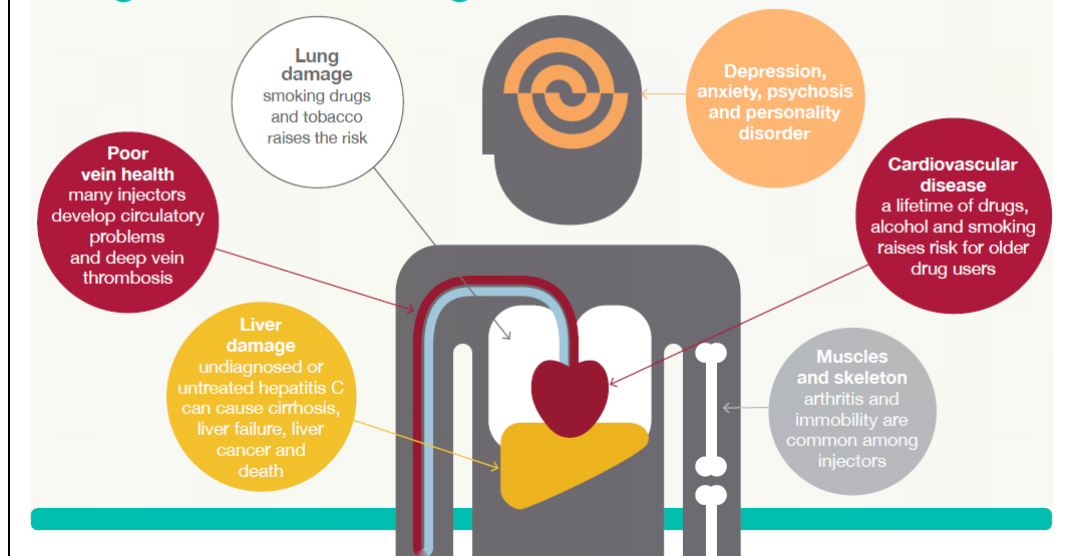 Lung
damage
smoking drugs
and tobacco
raises the risk
Depression,
anxiety, psychosis
and personality
disorder
Poor
vein health
many injectors
develop circulatory
problems
and deep vein
thrombosis
Cardiovascular
disease
a lifetime of drugs,
alcohol and smoking
raises risk for older
drug users
Liver
damage
undiagnosed or
untreated hepatitis C
can cause cirrhosis,
liver failure, liver
cancer and
death
Muscles
and skeleton
arthritis and
immobility are
common among
injectors